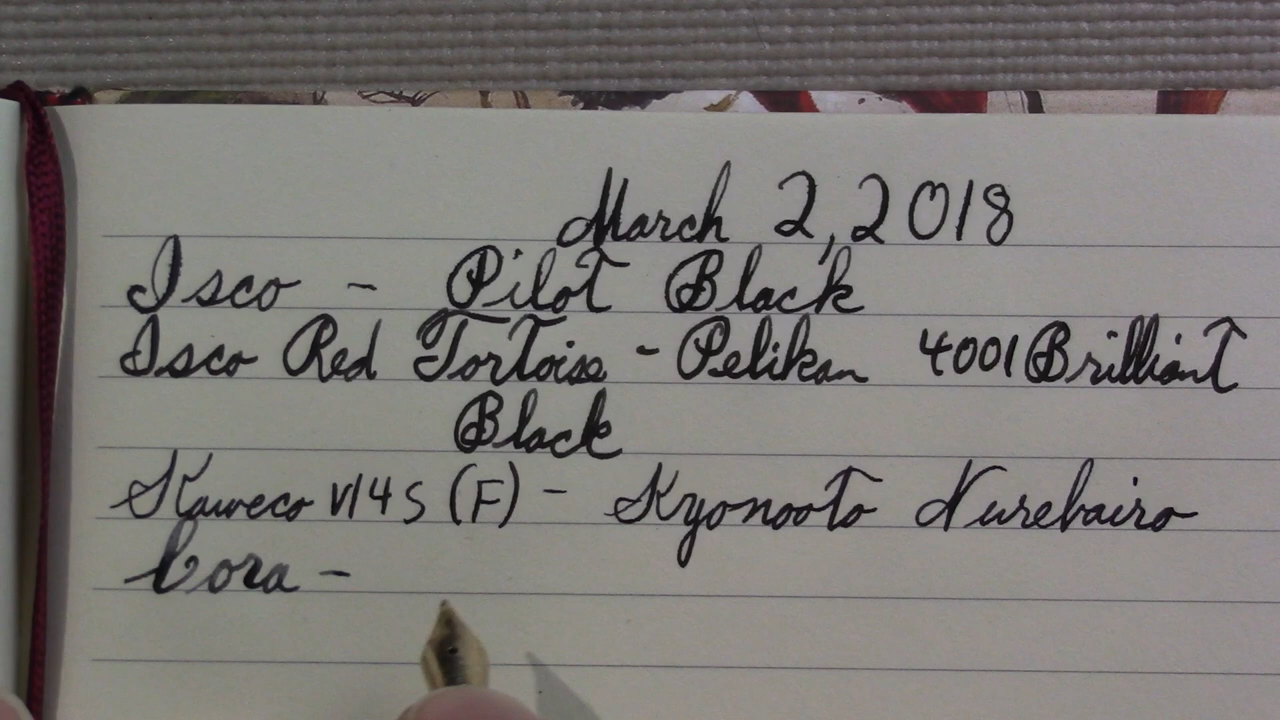 March 2, 2018
Isco - Pilot Black
Isco Red Tortoise - Pelikan 4001 Brilliant
Black
Kaweco V14S (F) - Kyonooto Nurebairo
Cora -